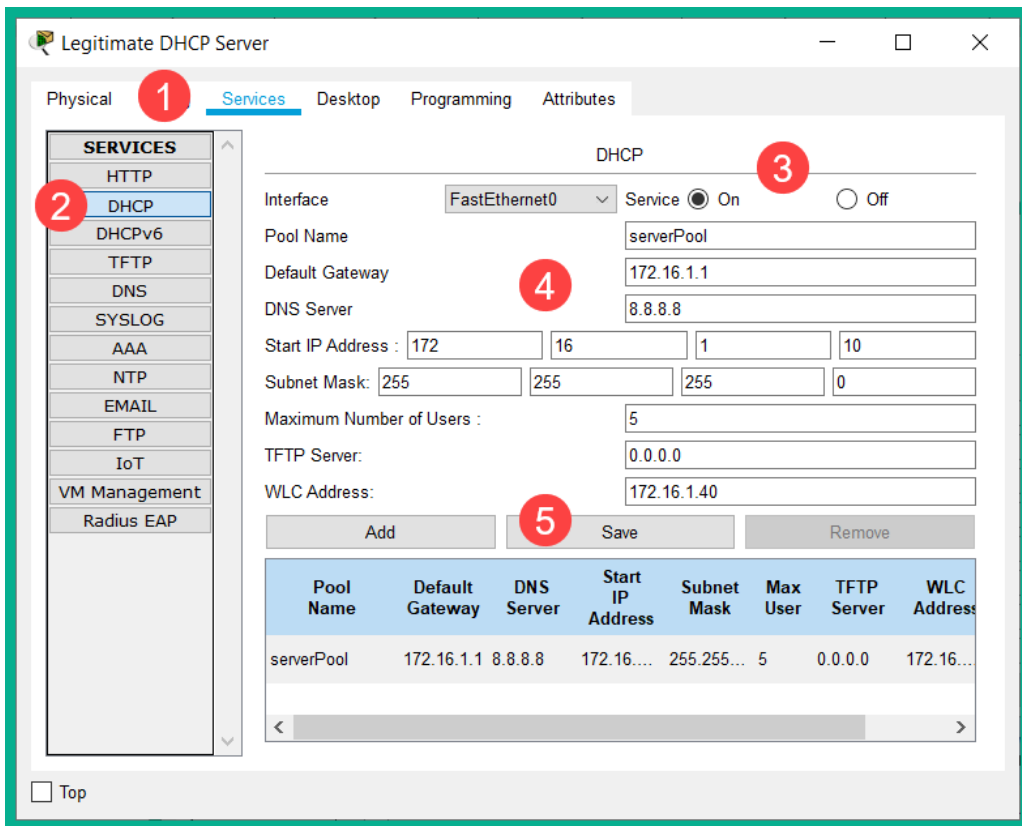 Legitimate DHCP Server
Physical 1 Services Desktop Programming Attributes
SERVICES
HTTP
2 DHCP
DHCPv6
TFTP
DNS
SYSLOG
AAA
NTP
EMAIL
FTP
IoT
VM Management
Radius EAP
DHCP
3
Interface FastEthernet0 Service On Off
Pool Name serverPool
Default Gateway 172.16.1.1
4
DNS Server 8.8.8.8
Start IP Address : 172 16 1 10
Subnet Mask: 255 255 255 0
Maximum Number of Users : 5
TFTP Server: 0.0.0.0
WLC Address: 172.16.1.40
Add 5 Save Remove
Pool Name Default Gateway DNS Server Start IP Address Subnet Mask Max User TFTP Server WLC Address
serverPool 172.16.1.1 8.8.8.8 172.16.... 255.255... 5 0.0.0.0 172.16....
Top